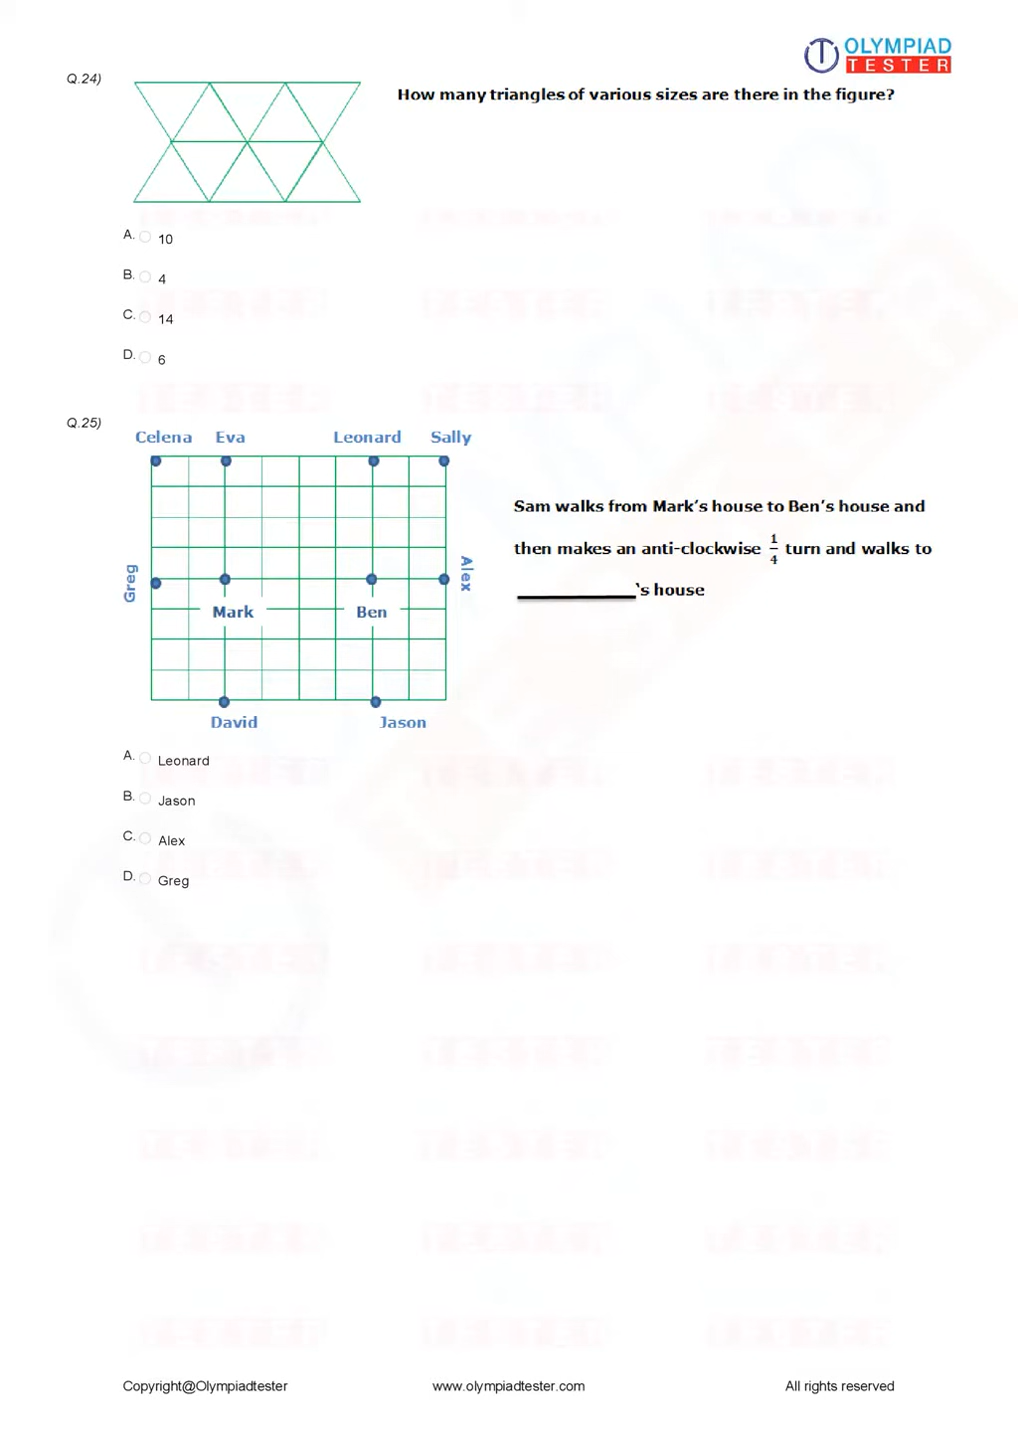 OLYMPIAD
TESTER
Q.24)
How many triangles of various sizes are there in the figure?
A. 10
B. 4
C. 14
D. 6
Q.25)
Celena Eva Leonard Sally
Sam walks from Mark's house to Ben's house and
then makes an anti-clockwise 1/4 turn and walks to
____________'s house
Greg
Alex
Mark Ben
David Jason
A. Leonard
B. Jason
C. Alex
D. Greg
Copyright@Olympiadtester www.olympiadtester.com All rights reserved